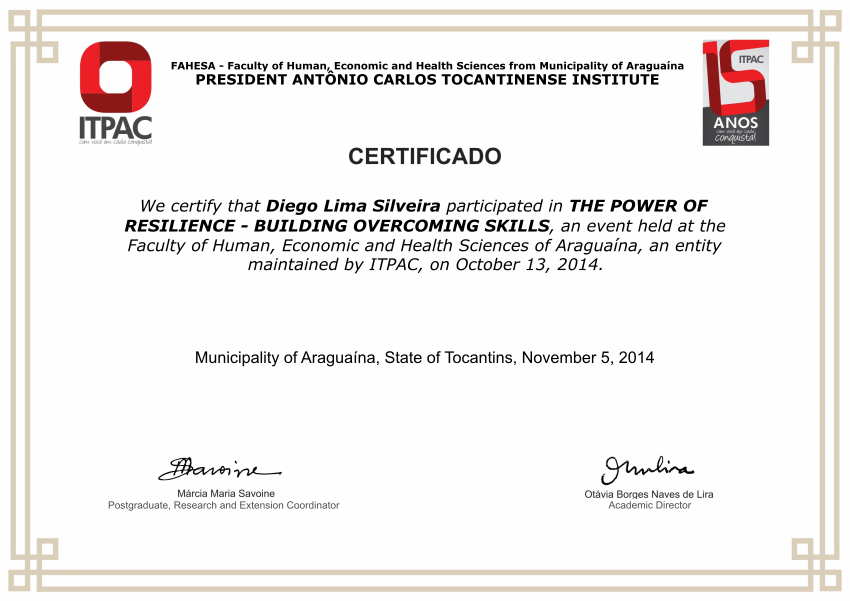 FAHESA - Faculty of Human, Economic and Health Sciences from Municipality of Araguaína
PRESIDENT ANTÔNIO CARLOS TOCANTINENSE INSTITUTE
ITPAC
com você em cada conquista!
ITPAC
15
ANOS
com você em cada
conquista!
CERTIFICADO
We certify that Diego Lima Silveira participated in THE POWER OF
RESILIENCE - BUILDING OVERCOMING SKILLS, an event held at the
Faculty of Human, Economic and Health Sciences of Araguaína, an entity
maintained by ITPAC, on October 13, 2014.
Municipality of Araguaína, State of Tocantins, November 5, 2014
Márcia Maria Savoine
Postgraduate, Research and Extension Coordinator
Otávia Borges Naves de Lira
Academic Director